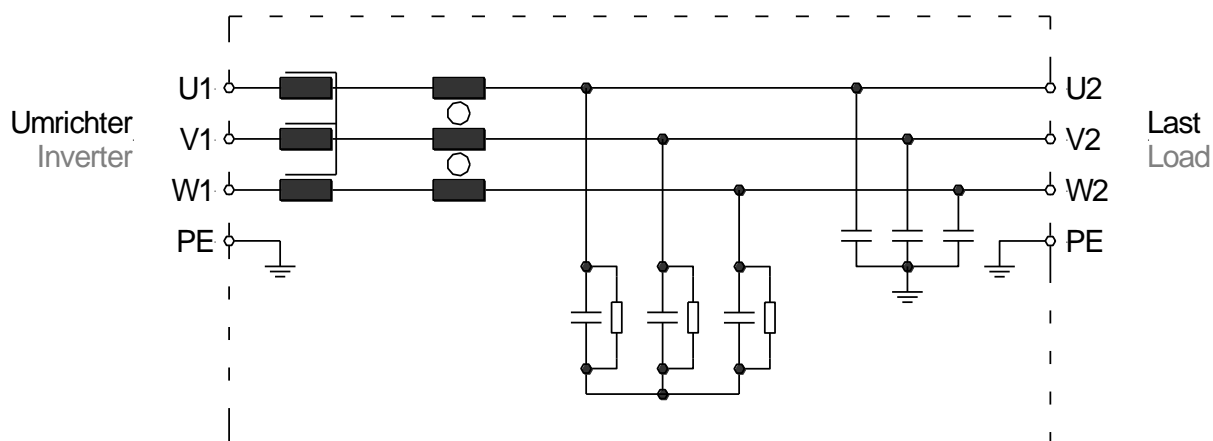 U1
U2
Umrichter
Inverter
V1
V2
Last
Load
W1
W2
PE
PE